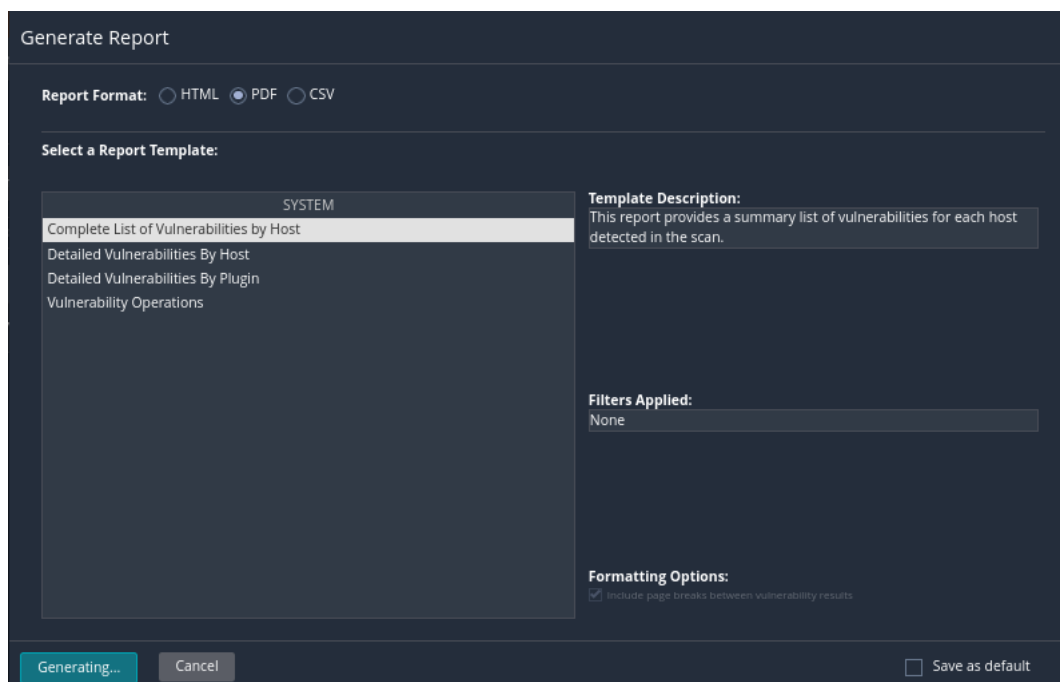 Generate Report
Report Format: HTML PDF CSV
Select a Report Template:
SYSTEM
Complete List of Vulnerabilities by Host
Detailed Vulnerabilities By Host
Detailed Vulnerabilities By Plugin
Vulnerability Operations
Template Description:
This report provides a summary list of vulnerabilities for each host
detected in the scan.
Filters Applied:
None
Formatting Options:
Include page breaks between vulnerability results
Generating...
Cancel
Save as default